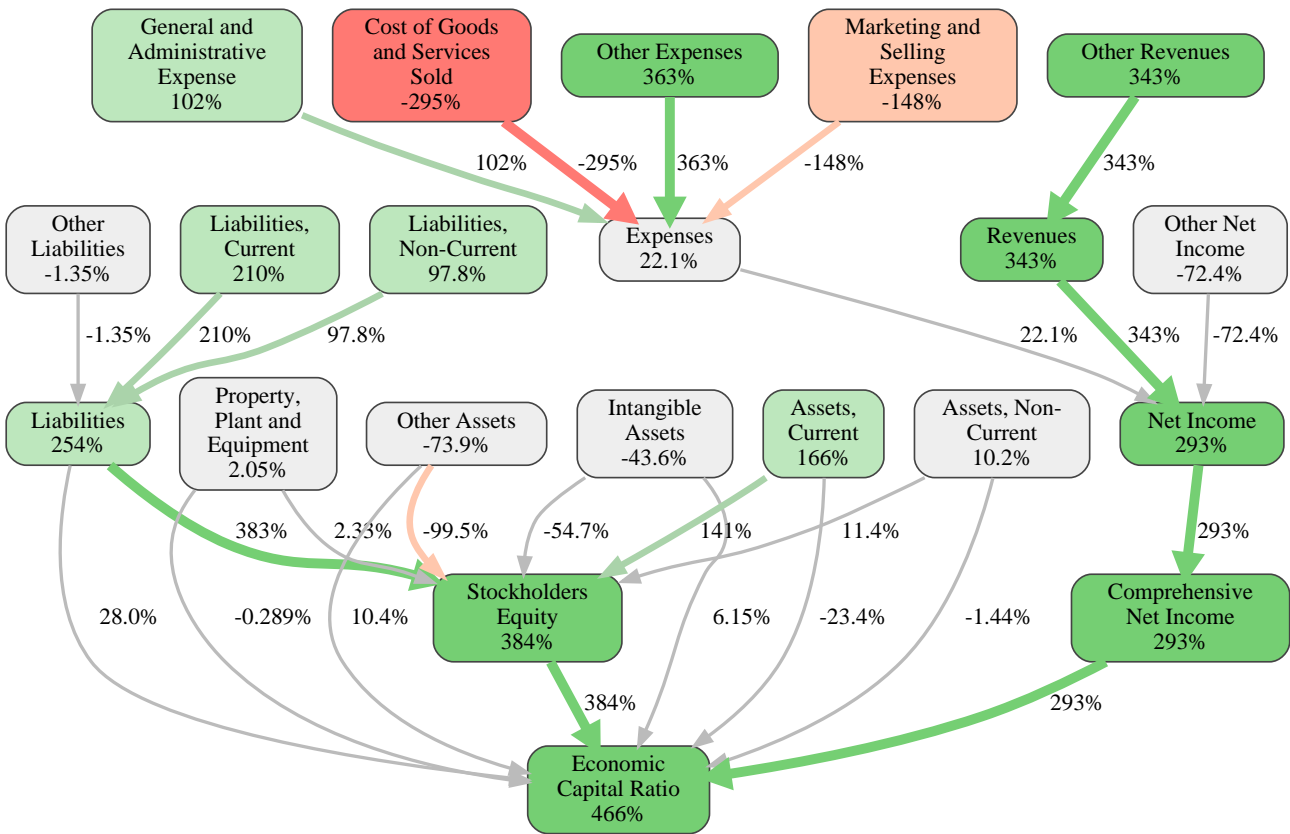 General and
Administrative
Expense
102%
Cost of Goods
and Services
Sold
-295%
Other Expenses
363%
Marketing and
Selling
Expenses
-148%
Other Revenues
343%
102%
-295%
363%
-148%
343%
Other
Liabilities
-1.35%
Liabilities,
Current
210%
Liabilities,
Non-Current
97.8%
Expenses
22.1%
Revenues
343%
Other Net
Income
-72.4%
-1.35%
210%
97.8%
22.1%
343%
-72.4%
Liabilities
254%
Property,
Plant and
Equipment
2.05%
Other Assets
-73.9%
Intangible
Assets
-43.6%
Assets,
Current
166%
Assets, Non-
Current
10.2%
Net Income
293%
383%
2.33%
-99.5%
-54.7%
141%
11.4%
293%
Stockholders
Equity
384%
Comprehensive
Net Income
293%
28.0%
-0.289%
10.4%
6.15%
-23.4%
-1.44%
384%
293%
Economic
Capital Ratio
466%